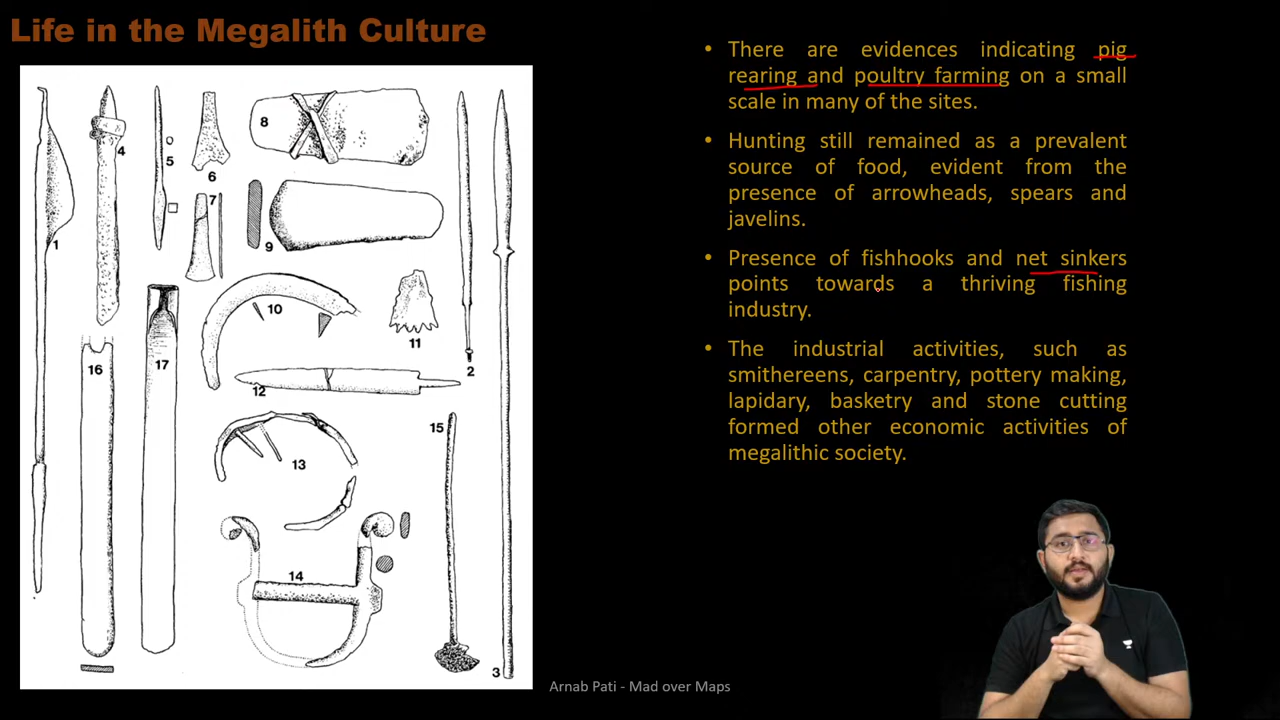 Life in the Megalith Culture
• There are evidences indicating pig
rearing and poultry farming on a small
scale in many of the sites.
• Hunting still remained as a prevalent
source of food, evident from the
presence of arrowheads, spears and
javelins.
• Presence of fishhooks and net sinkers
points towards a thriving fishing
industry.
• The industrial activities, such as
smithereens, carpentry, pottery making,
lapidary, basketry and stone cutting
formed other economic activities of
megalithic society.
1
4
5
6
7
8
9
10
11
2
12
16
17
13
15
14
3
Arnab Pati - Mad over Maps